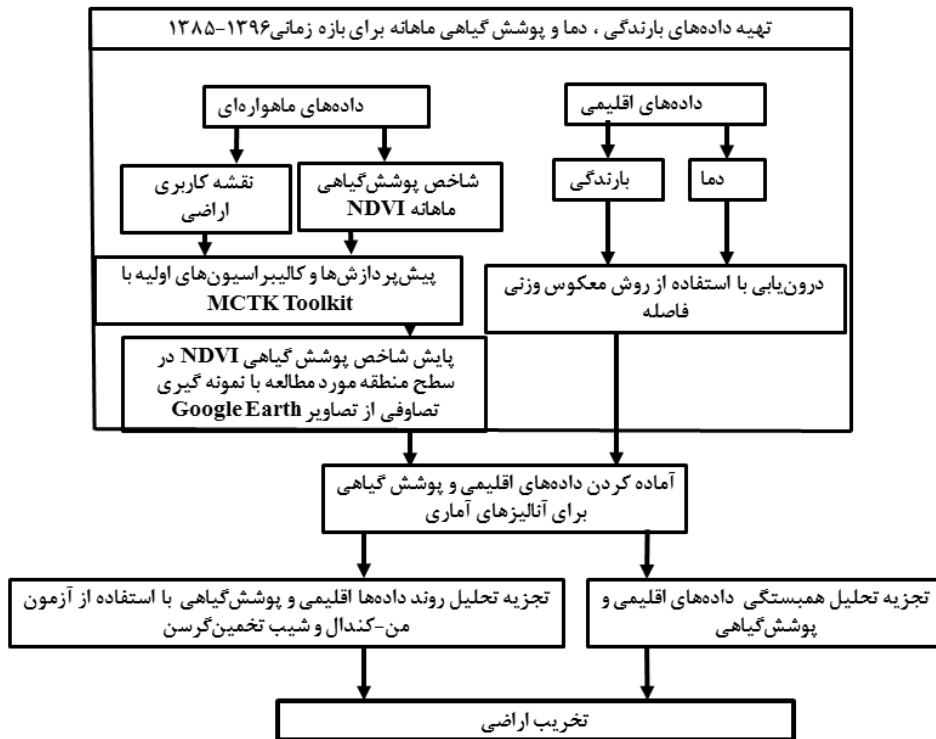 تهیه داده‌های بارندگی ، دما و پوشش گیاهی ماهانه برای بازه زمانی۱۳۹۶-۱۳۸۵
داده‌های اقلیمی
داده‌های ماهواره‌ای
دما
بارندگی
شاخص پوشش‌گیاهی
ماهانه NDVI
نقشه کاربری
اراضی
درون‌یابی با استفاده از روش معکوس وزنی
فاصله
پیش‌پردازش‌ها و کالیبراسیون‌های اولیه با
MCTK Toolkit
پایش شاخص پوشش گیاهی NDVI در
سطح منطقه مورد مطالعه با نمونه گیری
تصاوفی از تصاویر Google Earth
آماده کردن داده‌های اقلیمی و پوشش گیاهی
برای آنالیزهای آماری
تجزیه تحلیل همبستگی داده‌های اقلیمی و
پوشش‌گیاهی
تجزیه تحلیل روند داده‌ها اقلیمی و پوشش‌گیاهی با استفاده از آزمون
من-کندال و شیب تخمین‌گرسن
تخریب اراضی